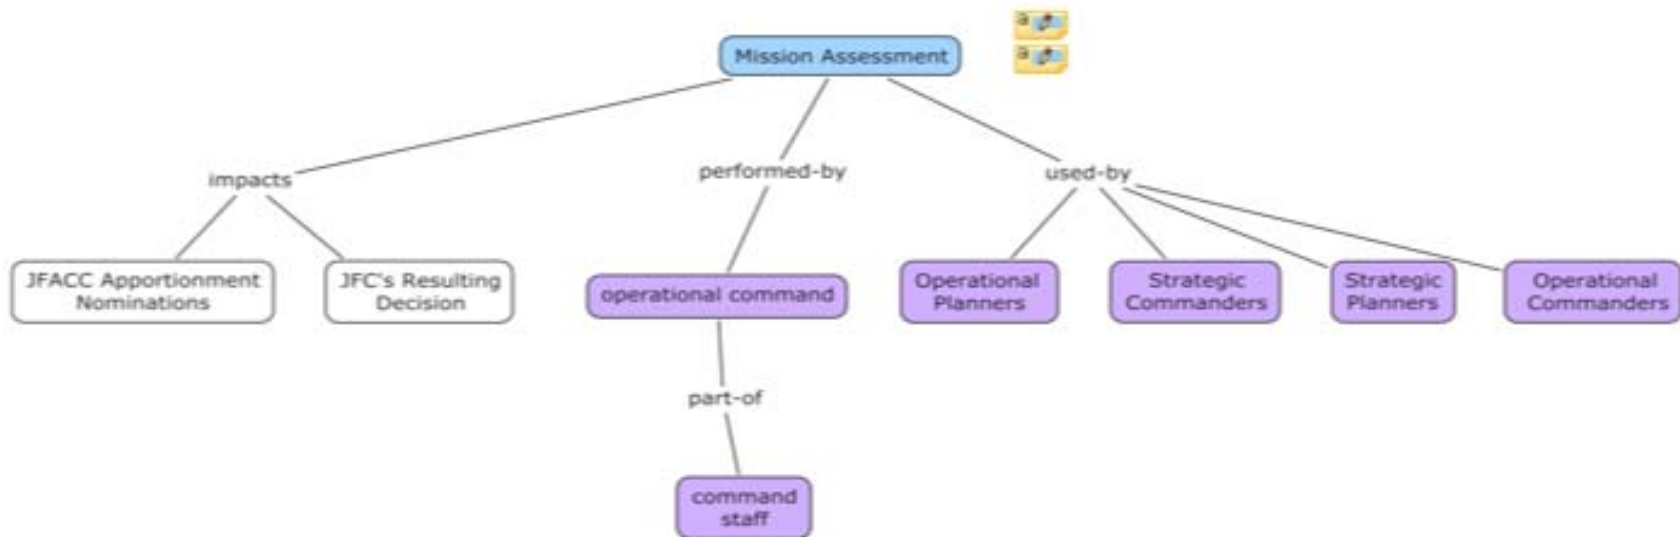 a
a
Mission Assessment
impacts
performed-by
used-by
JFACC Apportionment
Nominations
JFC's Resulting
Decision
operational command
Operational
Planners
Strategic
Commanders
Strategic
Planners
Operational
Commanders
part-of
command
staff